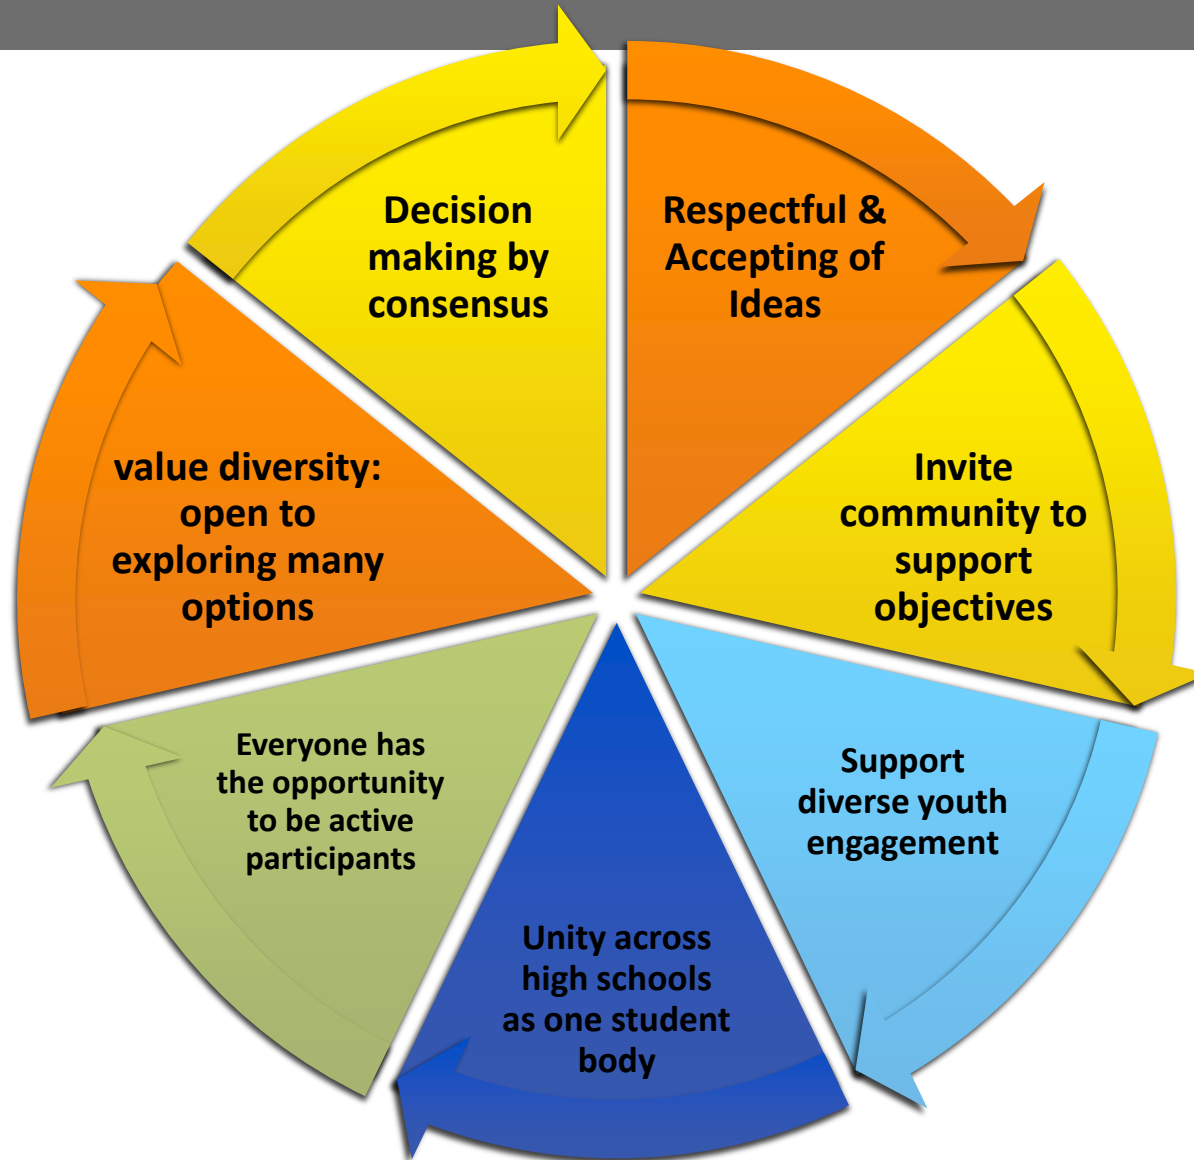 Respectful &
Accepting of
Ideas
Invite
community to
support
objectives
Support
diverse youth
engagement
Unity across
high schools
as one student
body
Everyone has
the opportunity
to be active
participants
value diversity:
open to
exploring many
options
Decision
making by
consensus